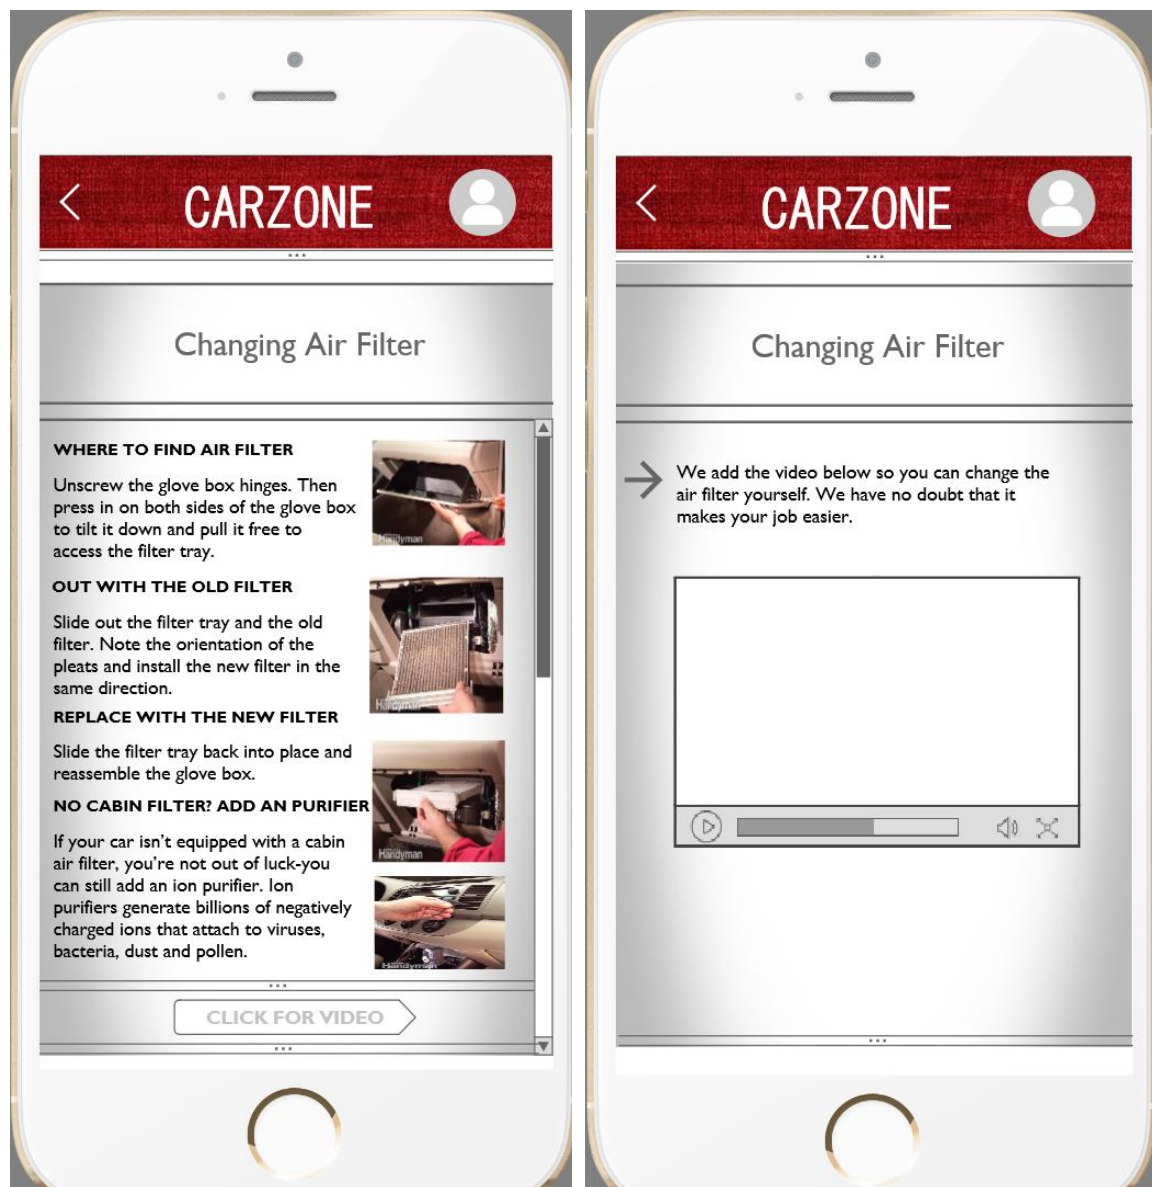 CARZONE
Changing Air Filter
WHERE TO FIND AIR FILTER
Unscrew the glove box hinges. Then
press in on both sides of the glove box
to tilt it down and pull it free to
access the filter tray.
Handyman
OUT WITH THE OLD FILTER
Slide out the filter tray and the old
filter. Note the orientation of the
pleats and install the new filter in the
same direction.
Handyman
REPLACE WITH THE NEW FILTER
Slide the filter tray back into place and
reassemble the glove box.
NO CABIN FILTER? ADD AN PURIFIER
Handyman
If your car isn't equipped with a cabin
air filter, you're not out of luck-you
can still add an ion purifier. Ion
purifiers generate billions of negatively
charged ions that attach to viruses,
bacteria, dust and pollen.
Handyman
CLICK FOR VIDEO
CARZONE
Changing Air Filter
We add the video below so you can change the
air filter yourself. We have no doubt that it
makes your job easier.